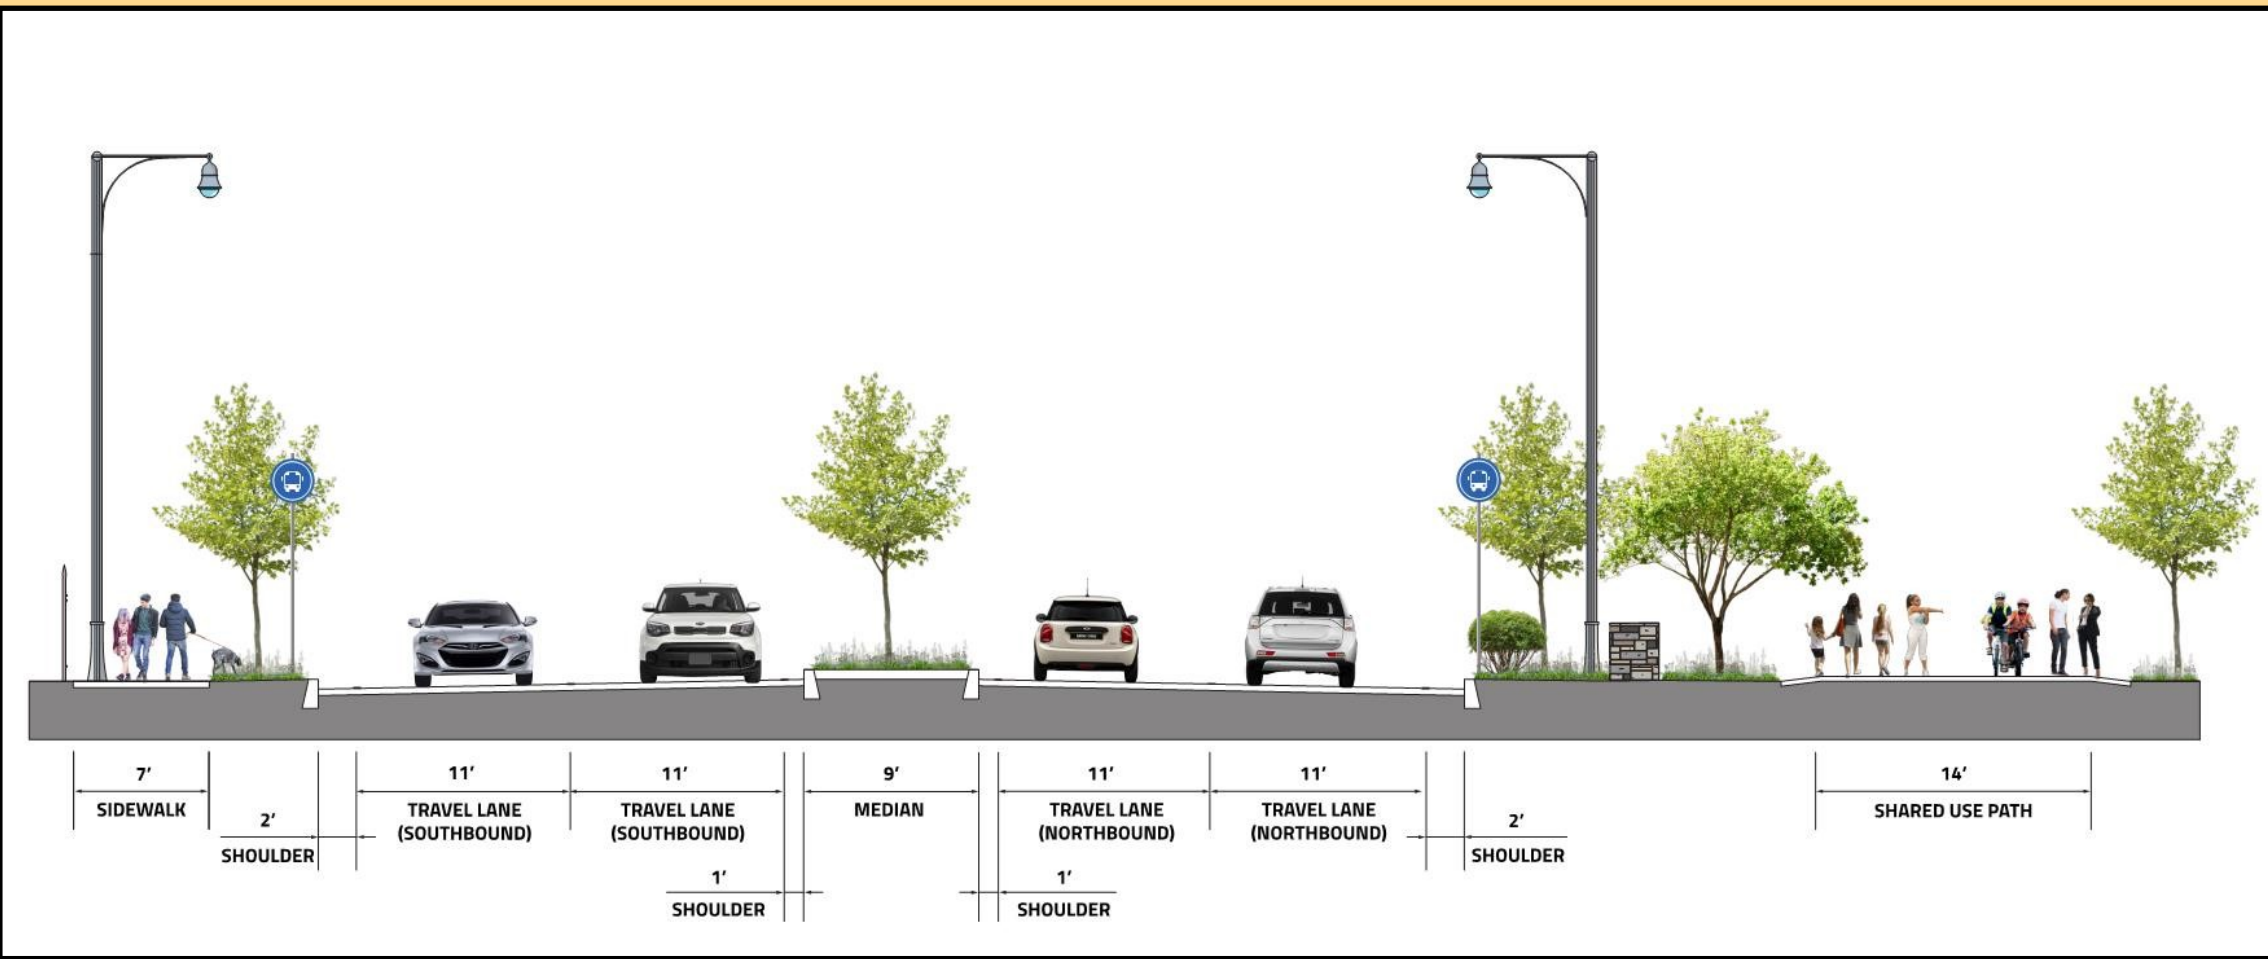 7'
SIDEWALK
2'
SHOULDER
11'
TRAVEL LANE
(SOUTHBOUND)
11'
TRAVEL LANE
(SOUTHBOUND)
1'
SHOULDER
9'
MEDIAN
1'
SHOULDER
11'
TRAVEL LANE
(NORTHBOUND)
11'
TRAVEL LANE
(NORTHBOUND)
2'
SHOULDER
14'
SHARED USE PATH